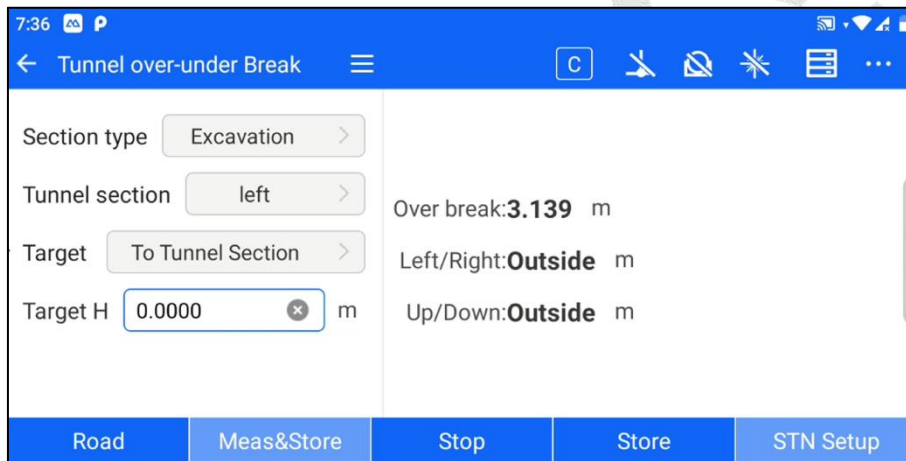 7:36
Tunnel over-under Break
C
Section type Excavation
Tunnel section left
Target To Tunnel Section
Target H 0.0000 m
Over break:3.139 m
Left/Right:Outside m
Up/Down:Outside m
Road Meas&Store Stop Store STN Setup